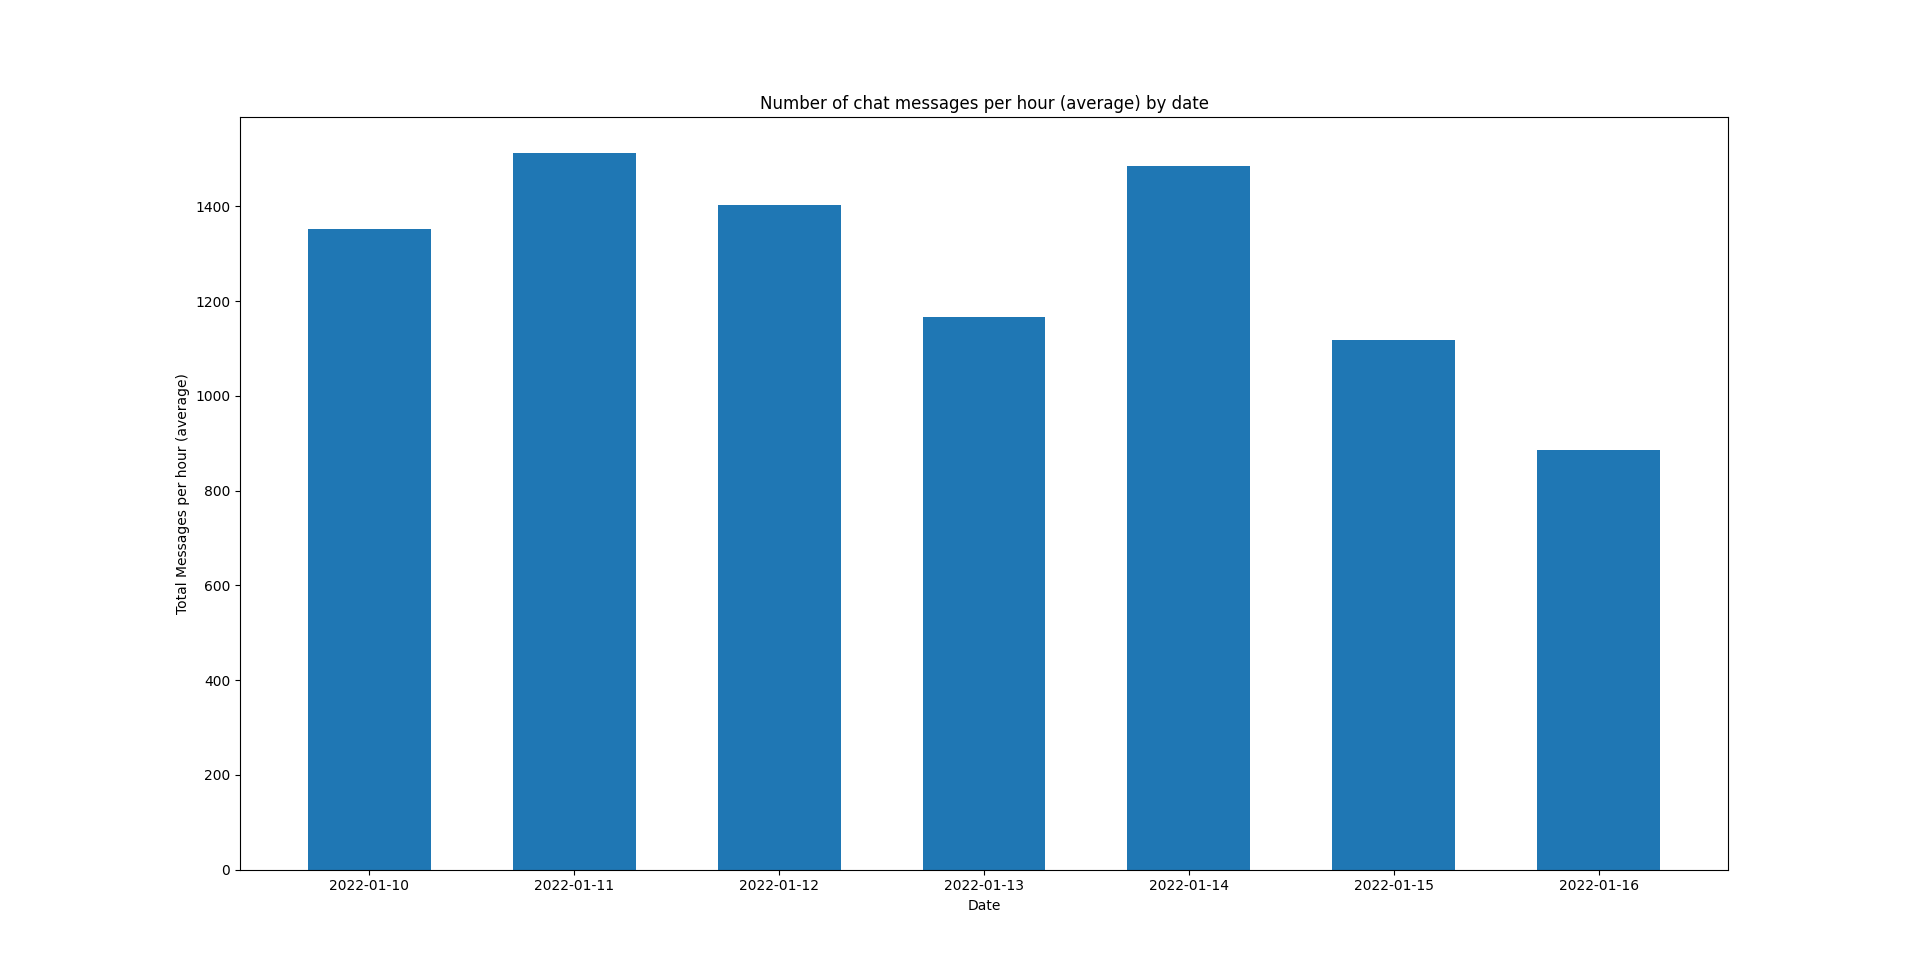 Number of chat messages per hour (average) by date
Total Messages per hour (average)
1400
1200
1000
800
600
400
200
0
2022-01-10 2022-01-11 2022-01-12 2022-01-13 2022-01-14 2022-01-15 2022-01-16
Date